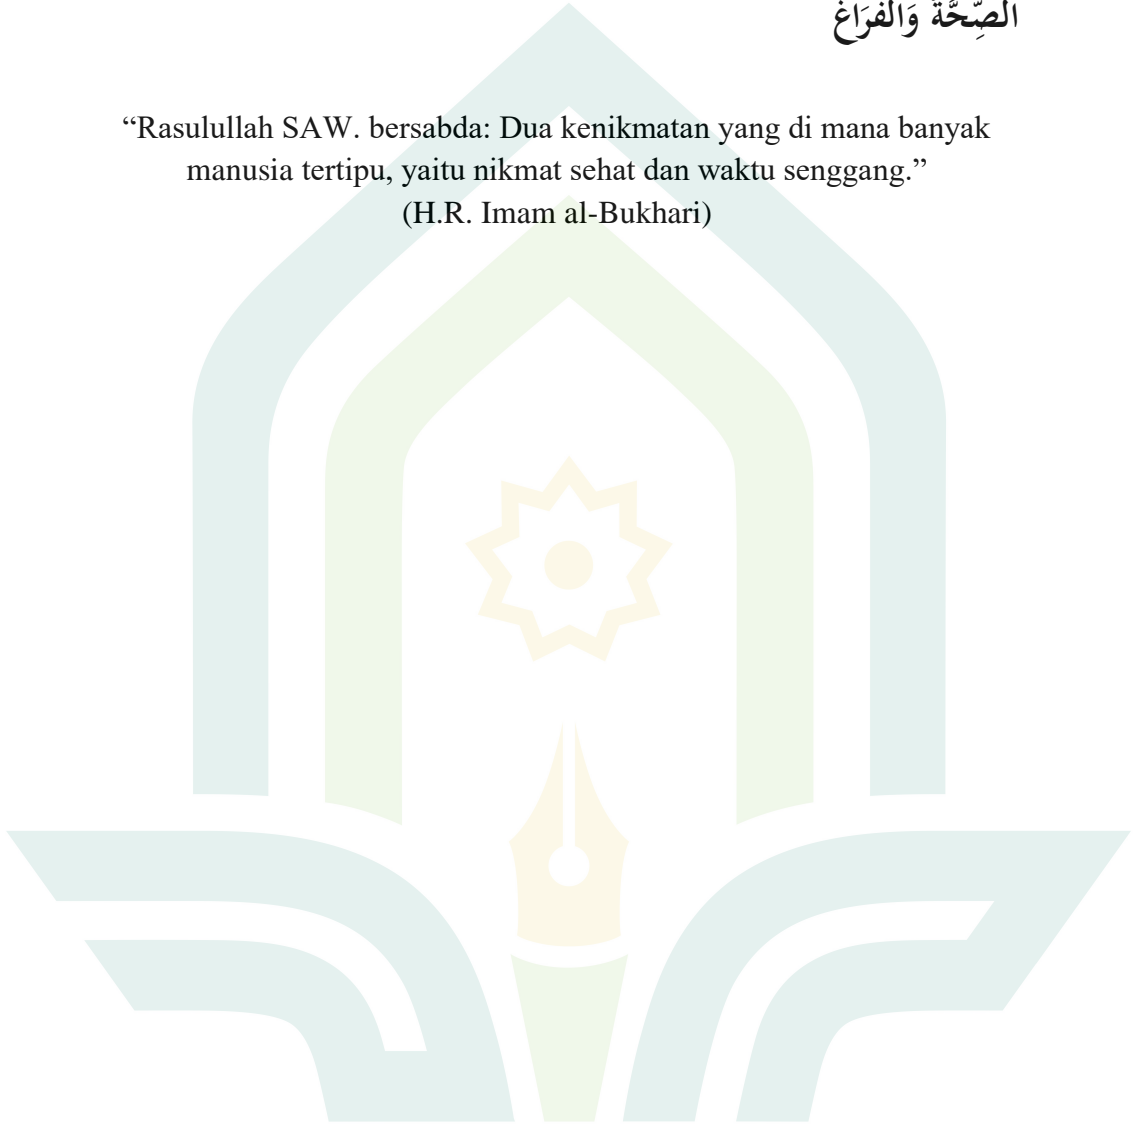 الصِّحَّةُ وَالْفَرَاغُ
“Rasulullah SAW. bersabda: Dua kenikmatan yang di mana banyak
manusia tertipu, yaitu nikmat sehat dan waktu senggang.”
(H.R. Imam al-Bukhari)